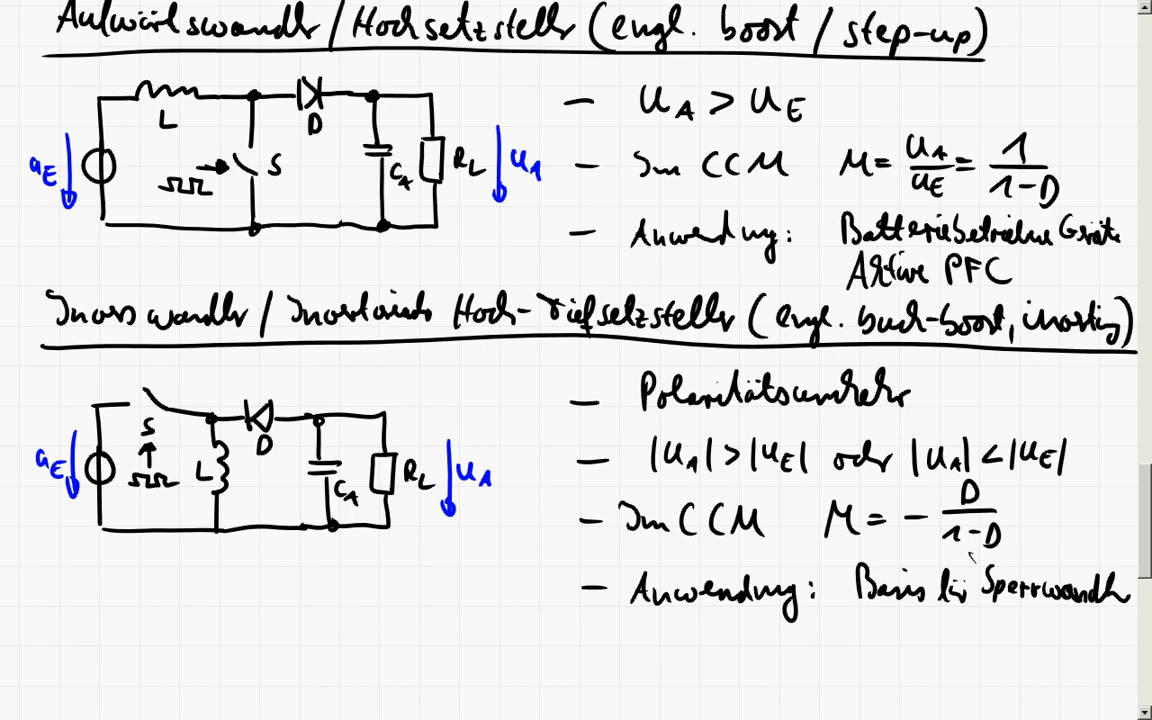 Aufwärtswandler / Hochsetzsteller (engl. boost / step-up)
L
D
S
uE
CA
RL
uA
- uA > uE
- Im CCM M = uA/uE = 1/(1-D)
- Anwendung: Batteriebetriebene Geräte
Aktive PFC
Inverswandler / Invertierender Hoch-Tiefsetzsteller (engl. buck-boost, inverting)
S
D
uE
L
CA
RL
uA
- Polaritätsumkehr
- |uA| > |uE| oder |uA| < |uE|
- Im CCM M = - D/(1-D)
- Anwendung: Basis für Sperrwandler